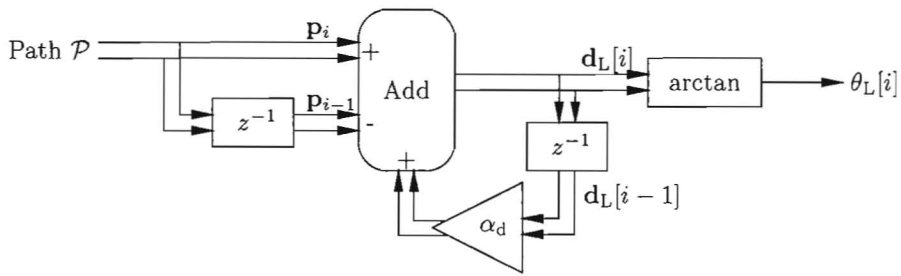 Path 𝒫
p_i
+
Add
d_L[i]
arctan
θ_L[i]
z^{-1}
p_{i-1}
-
z^{-1}
+
d_L[i − 1]
α_d